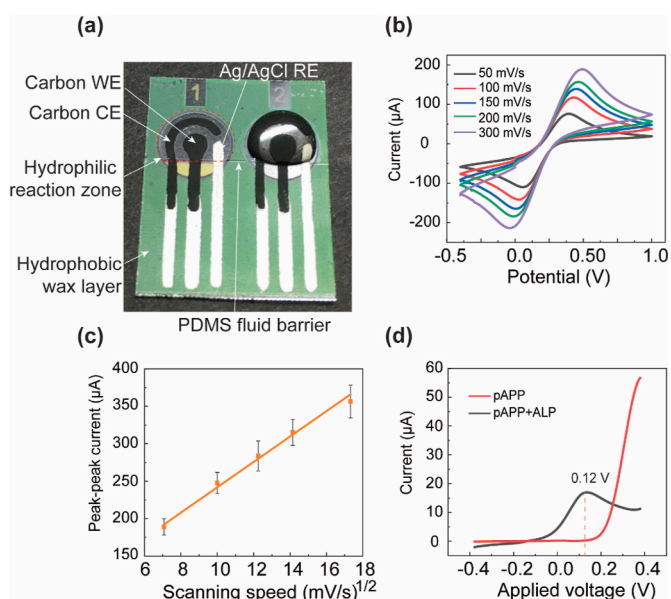 (a)
Carbon WE
Carbon CE
Hydrophilic
reaction zone
Hydrophobic
wax layer
Ag/AgCl RE
PDMS fluid barrier
1
2
(b)
50 mV/s
100 mV/s
150 mV/s
200 mV/s
300 mV/s
Current (µA)
200
100
0
-100
-200
-0.5
0.0
0.5
1.0
Potential (V)
(c)
Peak-peak current (µA)
400
350
300
250
200
150
6
8
10
12
14
16
18
Scanning speed (mV/s)1/2
(d)
pAPP
pAPP+ALP
0.12 V
Current (µA)
60
50
40
30
20
10
0
-0.4
-0.2
0.0
0.2
0.4
Applied voltage (V)